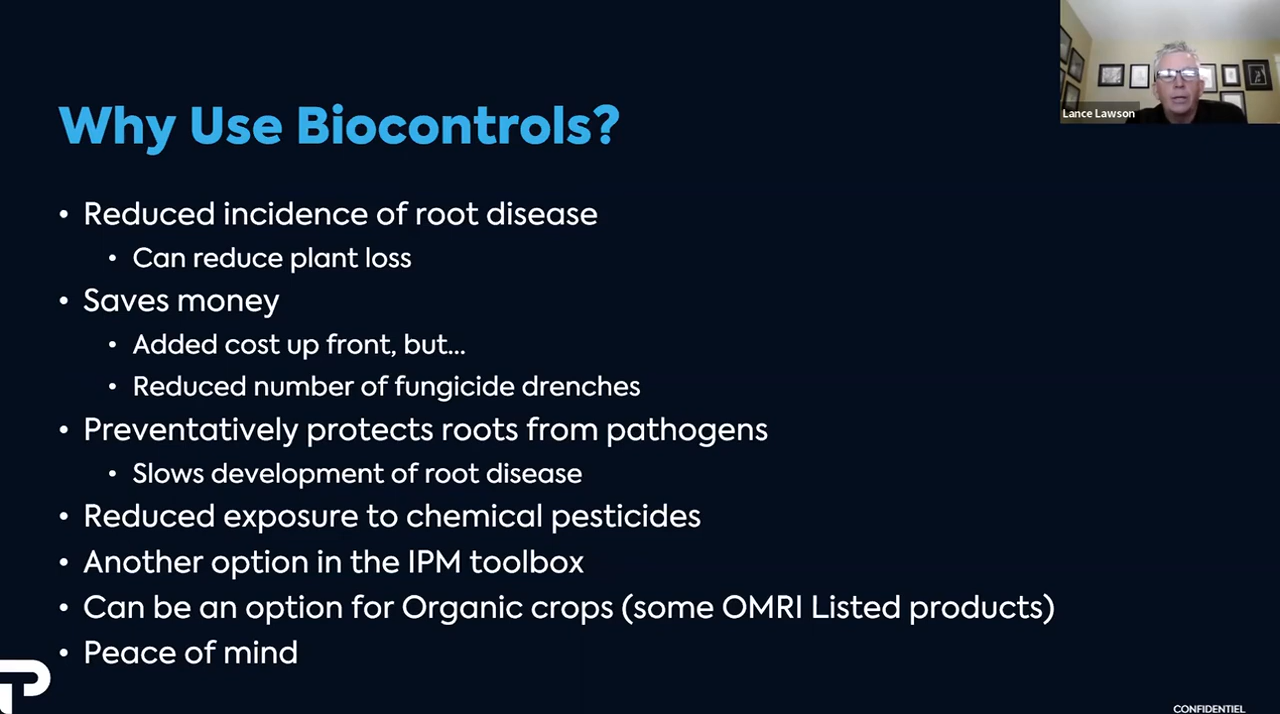 Lance Lawson
Why Use Biocontrols?
• Reduced incidence of root disease
• Can reduce plant loss
• Saves money
• Added cost up front, but...
• Reduced number of fungicide drenches
• Preventatively protects roots from pathogens
• Slows development of root disease
• Reduced exposure to chemical pesticides
• Another option in the IPM toolbox
• Can be an option for Organic crops (some OMRI Listed products)
• Peace of mind
CONFIDENTIEL